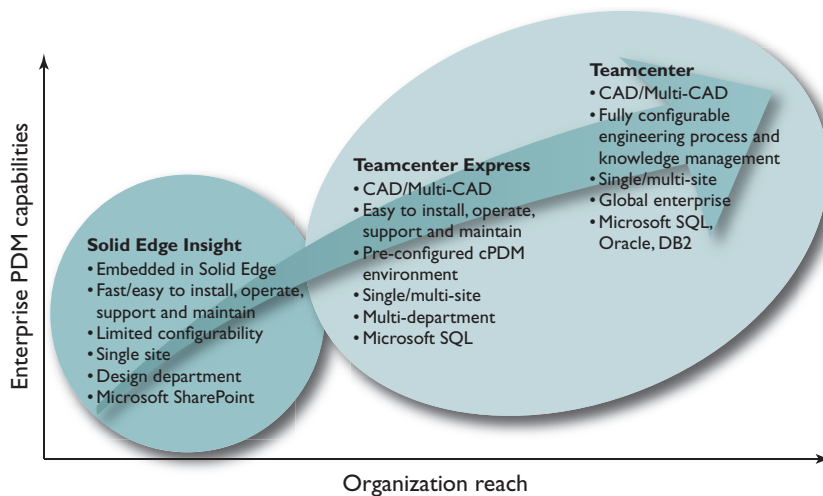 Enterprise PDM capabilities
Solid Edge Insight
• Embedded in Solid Edge
• Fast/easy to install, operate,
support and maintain
• Limited configurability
• Single site
• Design department
• Microsoft SharePoint
Teamcenter Express
• CAD/Multi-CAD
• Easy to install, operate,
support and maintain
• Pre-configured cPDM
environment
• Single/multi-site
• Multi-department
• Microsoft SQL
Teamcenter
• CAD/Multi-CAD
• Fully configurable
engineering process and
knowledge management
• Single/multi-site
• Global enterprise
• Microsoft SQL,
Oracle, DB2
Organization reach